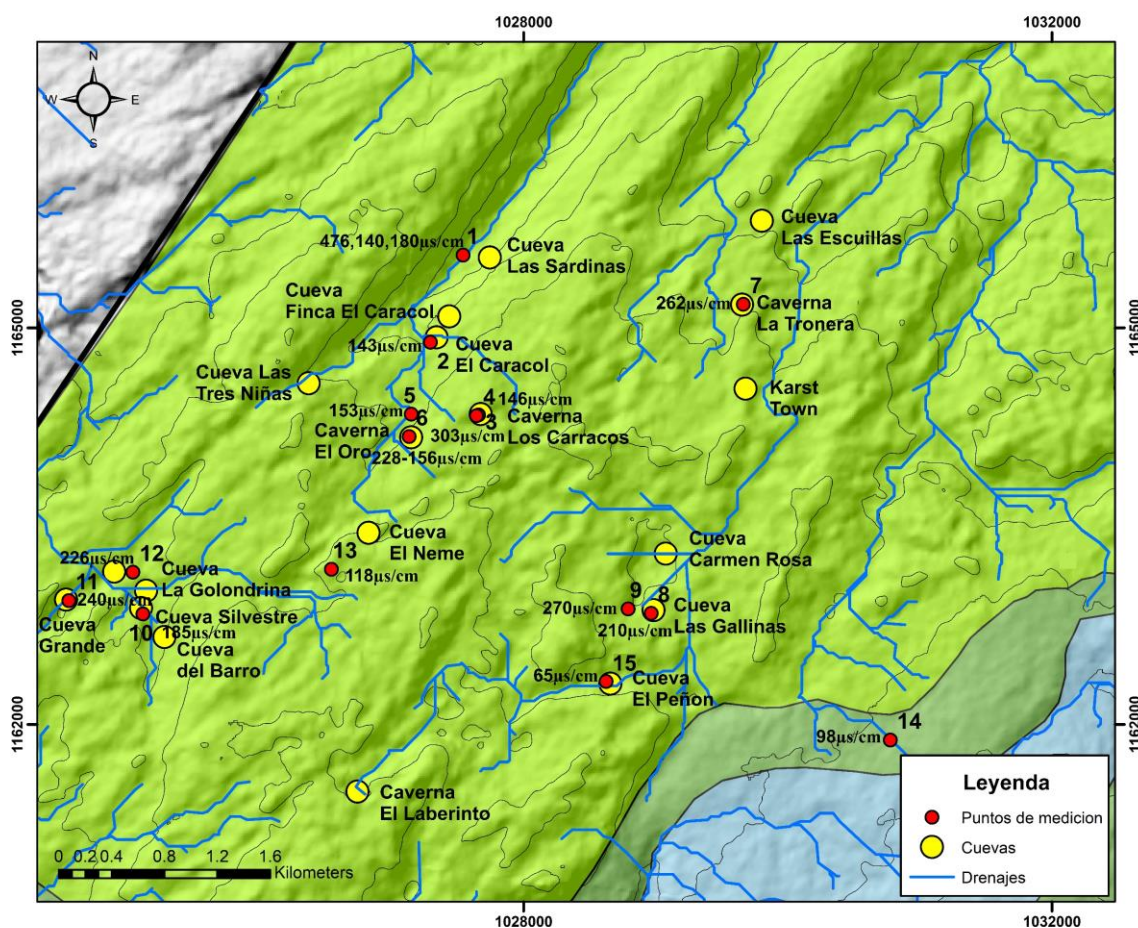 1028000
1032000
N
W
E
S
Cueva
Las Escuillas
476,140,180µs/cm
1
Cueva
Las Sardinas
Cueva
Finca El Caracol
7
262µs/cm
Caverna
La Tronera
1165000
1165000
143µs/cm
2
Cueva
El Caracol
Cueva Las
Tres Niñas
Karst
Town
5
153µs/cm
4
146µs/cm
6
3
Caverna
Los Carracos
Caverna
El Oro
303µs/cm
228-156µs/cm
Cueva
El Neme
Cueva
Carmen Rosa
13
118µs/cm
226µs/cm
12
Cueva
La Golondrina
11
240µs/cm
Cueva
Grande
Cueva Silvestre
10
185µs/cm
Cueva
del Barro
9
270µs/cm
8
Cueva
Las Gallinas
210µs/cm
65µs/cm
15
Cueva
El Peñon
1162000
1162000
14
98µs/cm
Caverna
El Laberinto
Leyenda
Puntos de medicion
Cuevas
Drenajes
0 0.20.4 0.8 1.2 1.6
Kilometers
1028000
1032000